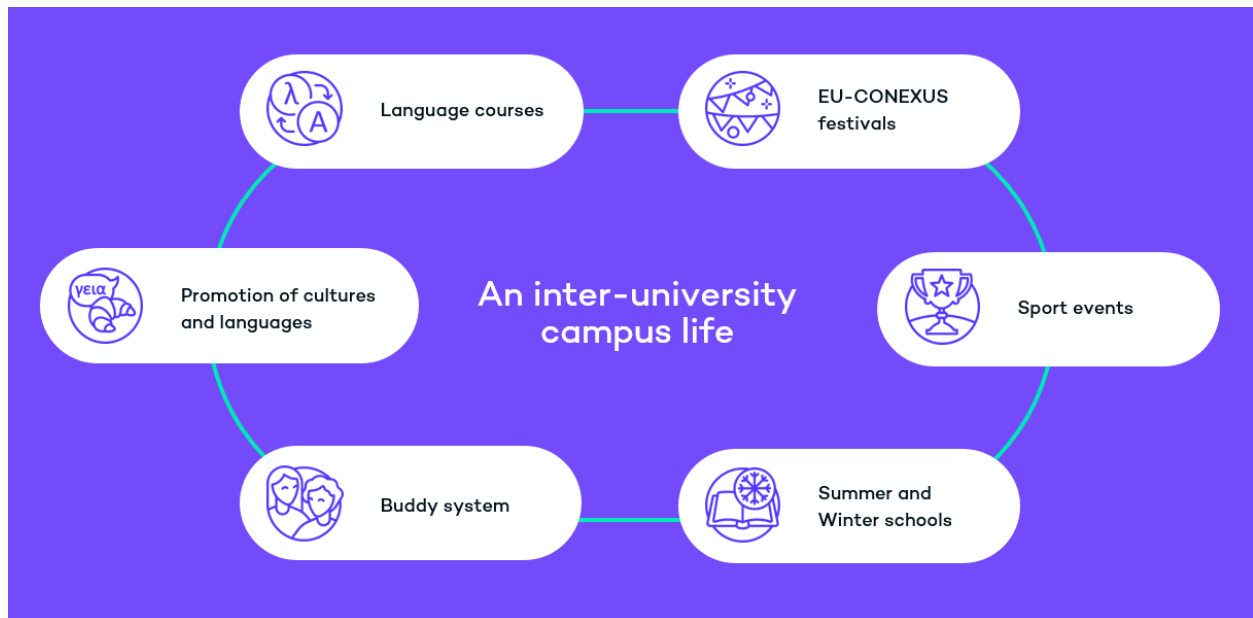 λ
A
Language courses
EU-CONEXUS
festivals
γεια
Promotion of cultures
and languages
An inter-university
campus life
Sport events
Buddy system
Summer and
Winter schools